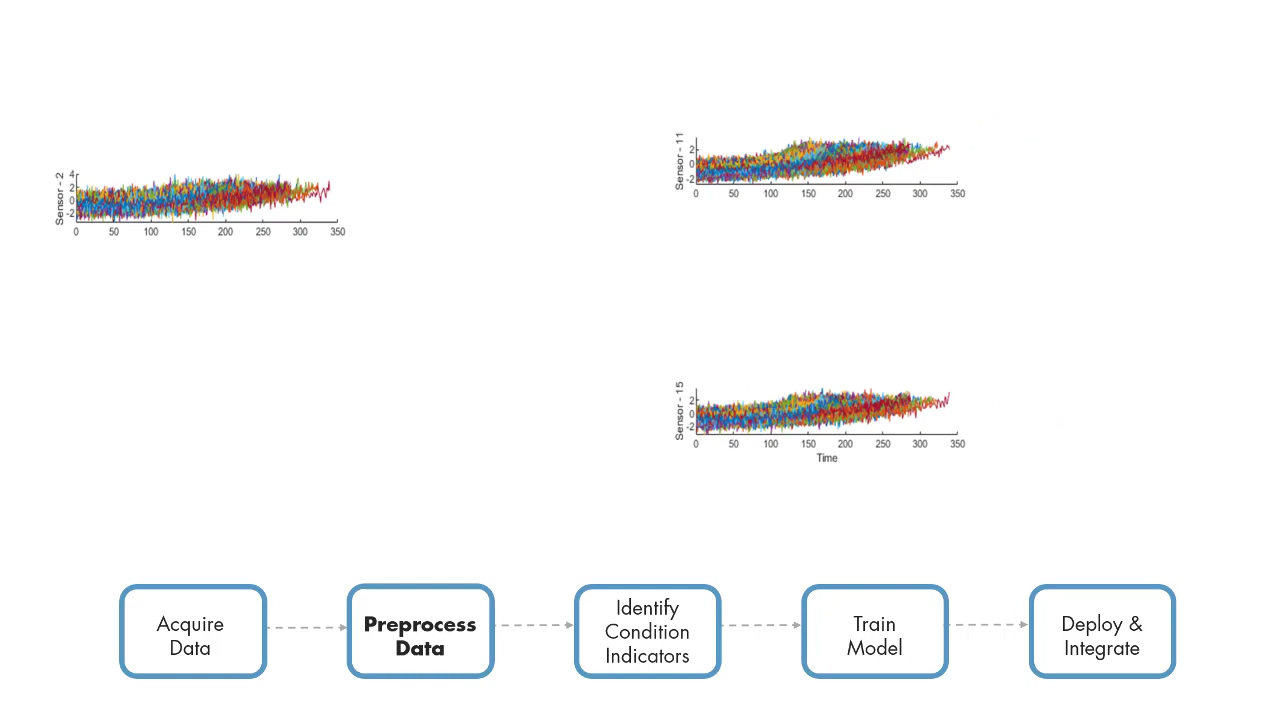 Sensor - 2
4
2
0
-2
0 50 100 150 200 250 300 350
Sensor - 11
2
0
-2
0 50 100 150 200 250 300 350
Sensor - 15
2
0
-2
0 50 100 150 200 250 300 350
Time
Acquire
Data
Preprocess
Data
Identify
Condition
Indicators
Train
Model
Deploy &
Integrate